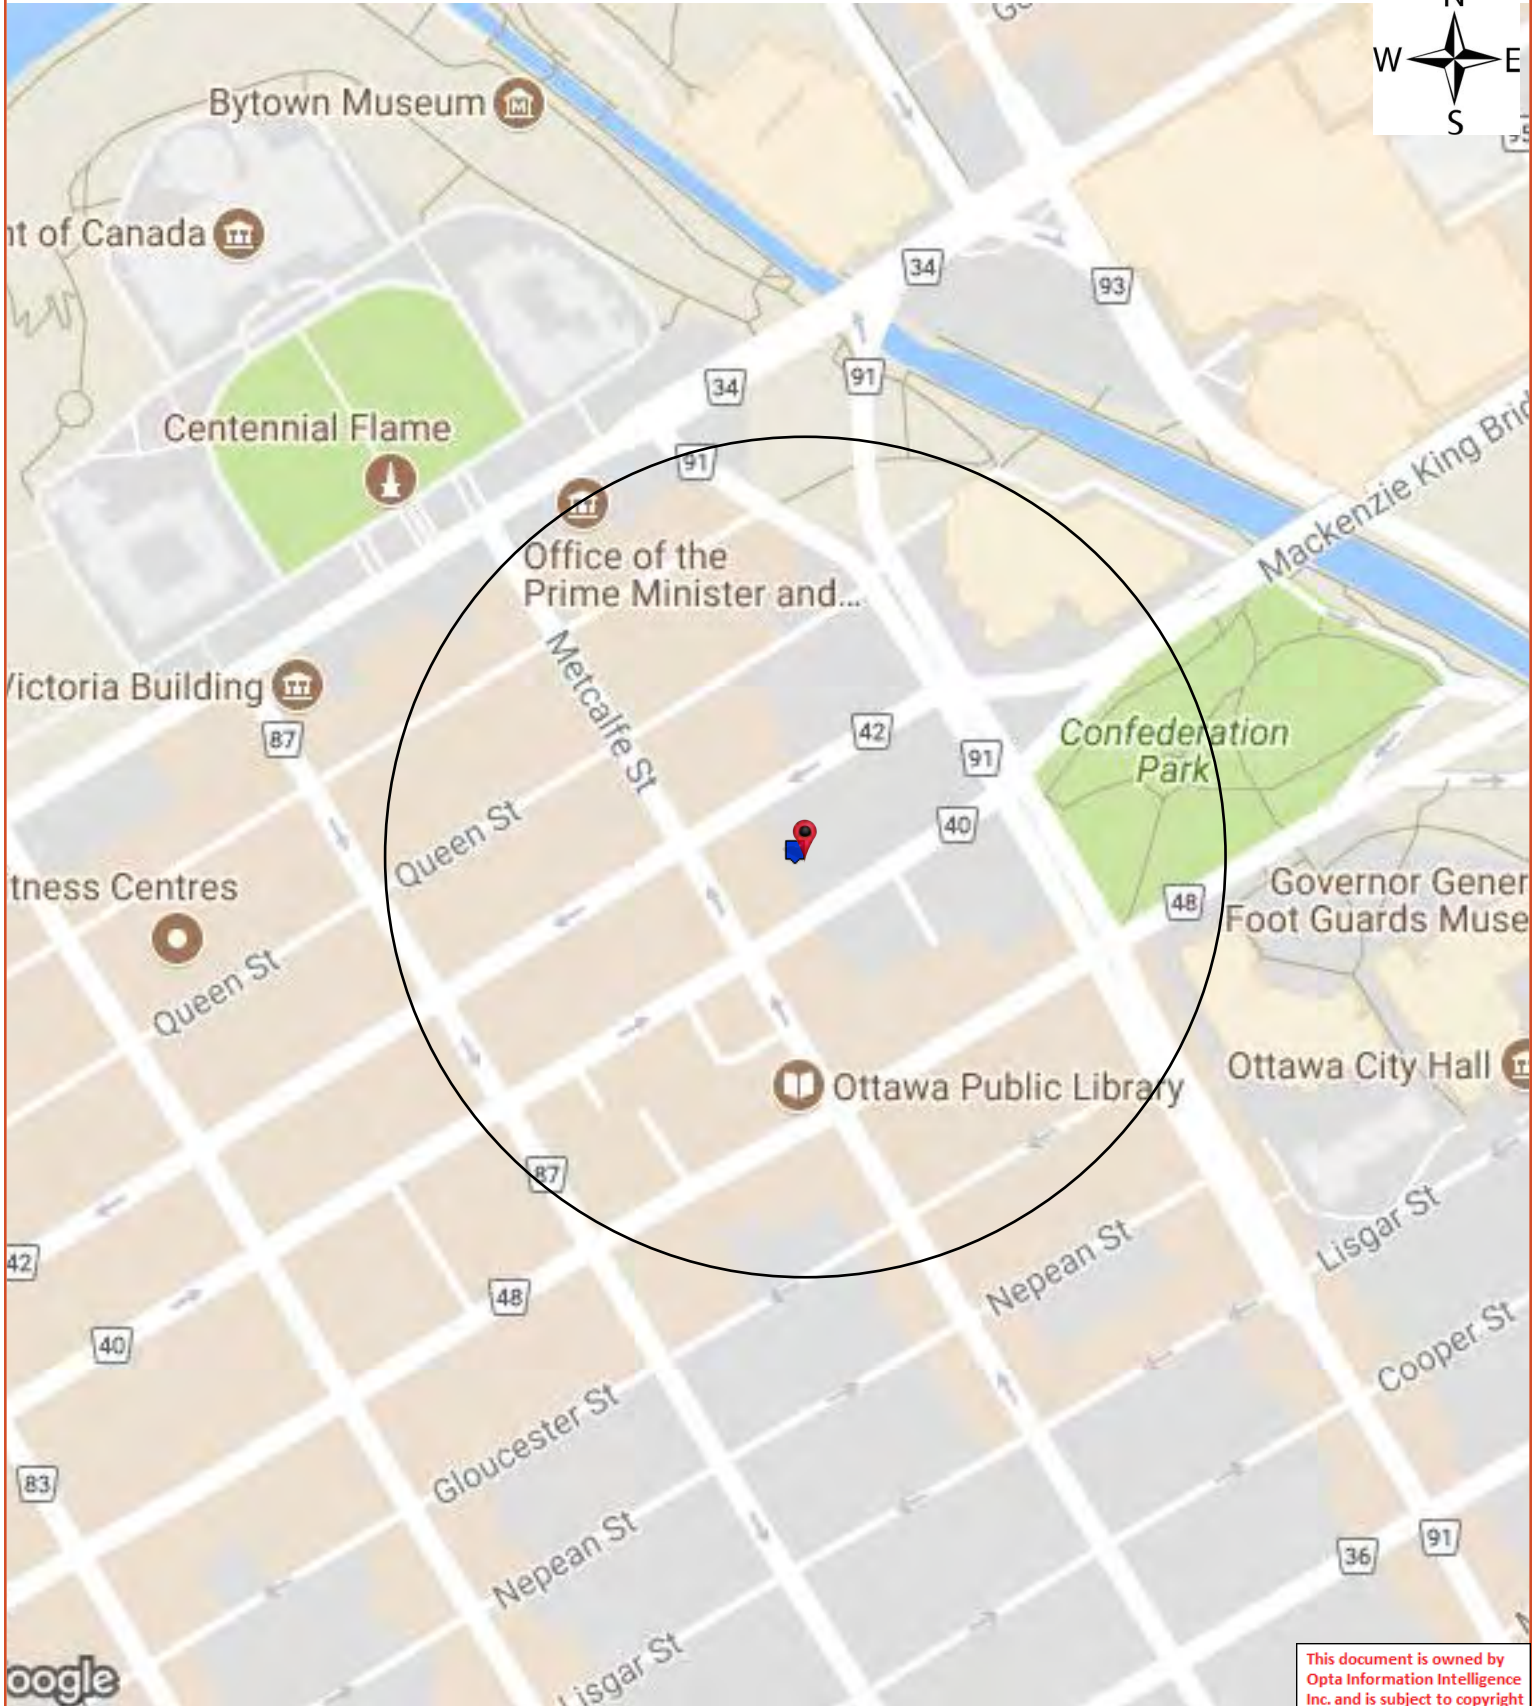 N
W E
S
Bytown Museum
nt of Canada
34
93
34
91
Centennial Flame
91
Mackenzie King Brid
Office of the
Prime Minister and...
Victoria Building
87
Metcalfe St
42
91
Confederation
Park
Queen St
40
tness Centres
48
Governor Gener
Foot Guards Muse
Queen St
Ottawa Public Library
Ottawa City Hall
87
42
48
Nepean St
Lisgar St
40
Cooper St
Gloucester St
83
Nepean St
36
91
Lisgar St
oogle
This document is owned by
Opta Information Intelligence
Inc. and is subject to copyright